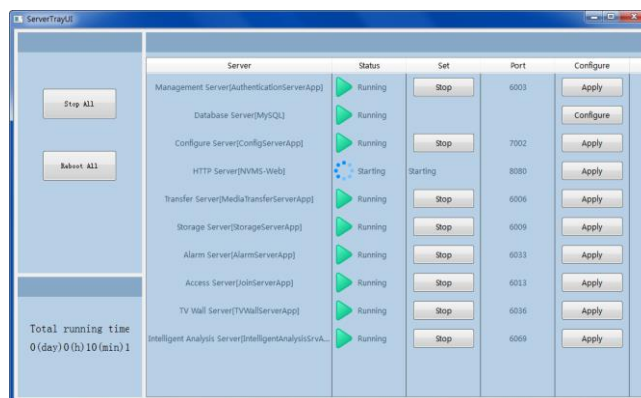 ServerTrayUI
Stop All
Reboot All
Total running time
0(day)0(h)10(min)1
Server Status Set Port Configure
Management Server[AuthenticationServerApp] Running Stop 6003 Apply
Database Server[MySQL] Running Configure
Configure Server[ConfigServerApp] Running Stop 7002 Apply
HTTP Server[NVMS-Web] Starting Starting 8080 Apply
Transfer Server[MediaTransferServerApp] Running Stop 6006 Apply
Storage Server[StorageServerApp] Running Stop 6009 Apply
Alarm Server[AlarmServerApp] Running Stop 6033 Apply
Access Server[JoinServerApp] Running Stop 6013 Apply
TV Wall Server[TVWallServerApp] Running Stop 6036 Apply
Intelligent Analysis Server[IntelligentAnalysisSrvA... Running Stop 6069 Apply